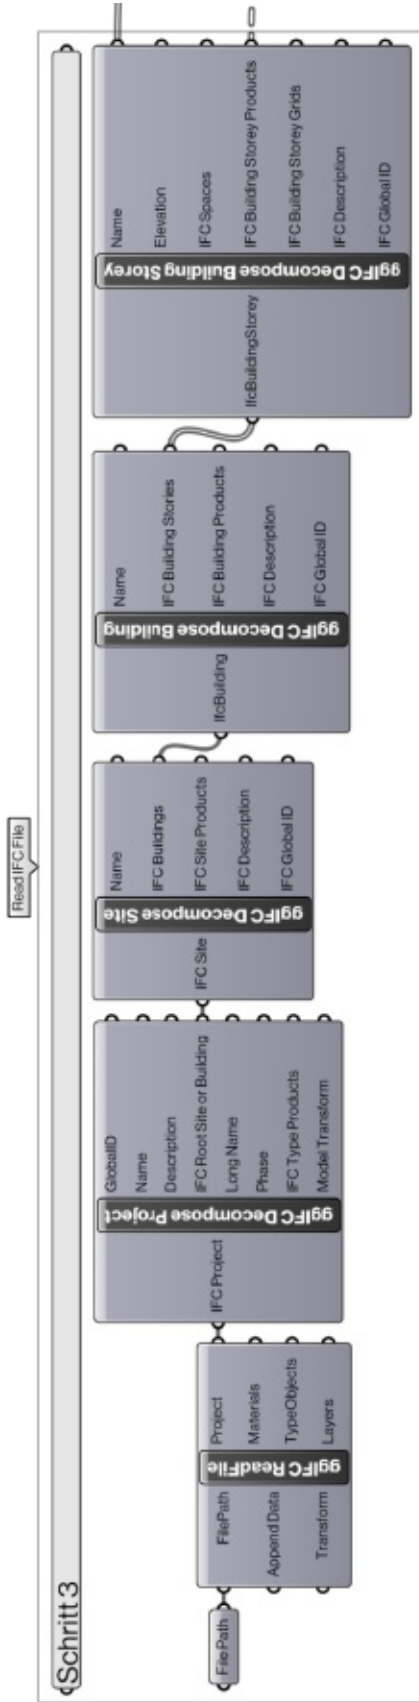 Read IFC File
Schritt 3
File Path
FilePath
Append Data
Transform
ggIFC ReadFile
Project
Materials
TypeObjects
Layers
IFC Project
ggIFC Decompose Project
GlobalID
Name
Description
IFC Root Site or Building
Long Name
Phase
IFC Type Products
Model Transform
IFC Site
ggIFC Decompose Site
Name
IFC Buildings
IFC Site Products
IFC Description
IFC Global ID
IfcBuilding
ggIFC Decompose Building
Name
IFC Building Stories
IFC Building Products
IFC Description
IFC Global ID
IfcBuildingStorey
ggIFC Decompose Building Storey
Name
Elevation
IFC Spaces
IFC Building Storey Products
IFC Building Storey Grids
IFC Description
IFC Global ID